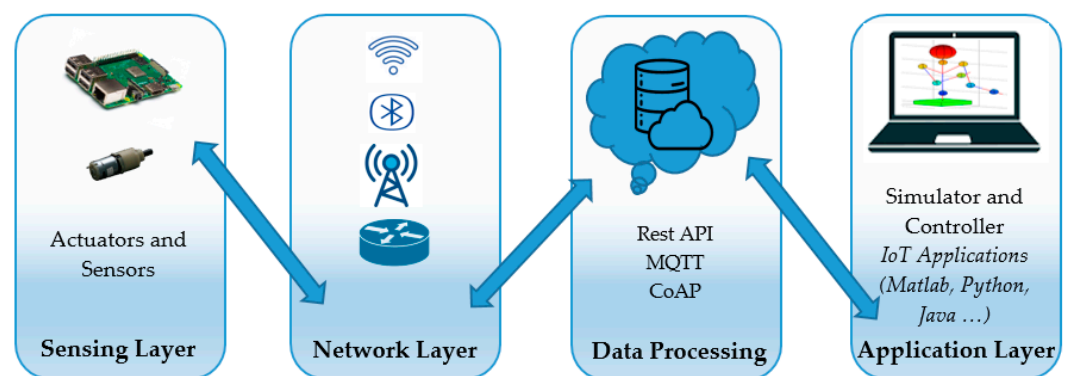 Actuators and
Sensors
Sensing Layer
Network Layer
Rest API
MQTT
CoAP
Data Processing
Simulator and
Controller
IoT Applications
(Matlab, Python,
Java …)
Application Layer